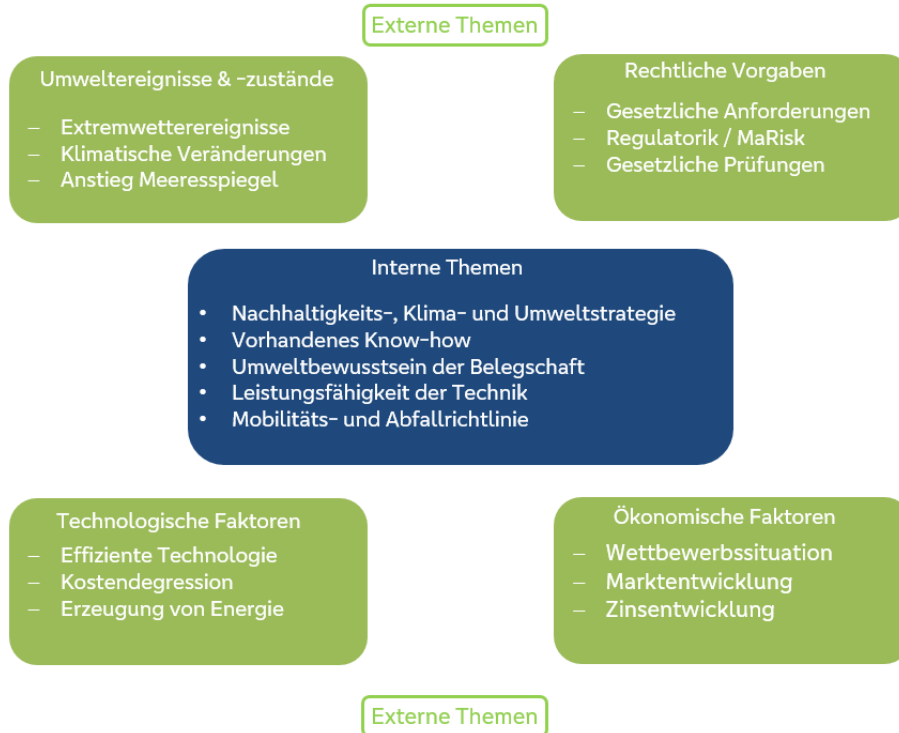 Externe Themen
Umweltereignisse & -zustände
– Extremwetterereignisse
– Klimatische Veränderungen
– Anstieg Meeresspiegel
Rechtliche Vorgaben
– Gesetzliche Anforderungen
– Regulatorik / MaRisk
– Gesetzliche Prüfungen
Interne Themen
• Nachhaltigkeits-, Klima- und Umweltstrategie
• Vorhandenes Know-how
• Umweltbewusstsein der Belegschaft
• Leistungsfähigkeit der Technik
• Mobilitäts- und Abfallrichtlinie
Technologische Faktoren
– Effiziente Technologie
– Kostendegression
– Erzeugung von Energie
Ökonomische Faktoren
– Wettbewerbssituation
– Marktentwicklung
– Zinsentwicklung
Externe Themen